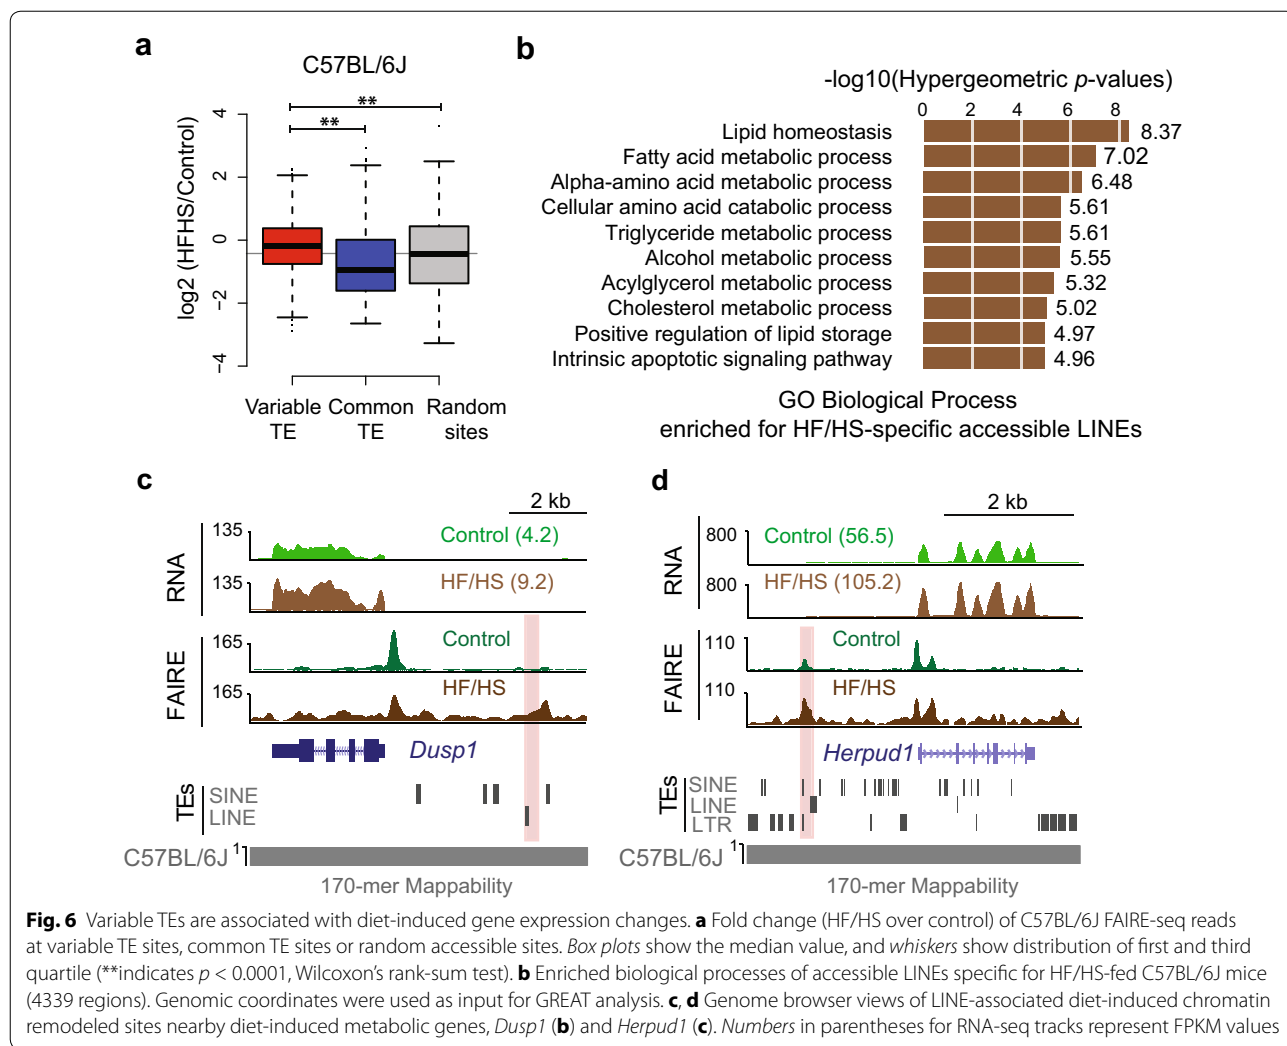 a
C57BL/6J
log2 (HFHS/Control)
4
2
0
−2
−4
**
**
Variable TE
Common TE
Random sites
b
-log10(Hypergeometric p-values)
0 2 4 6 8
Lipid homeostasis 8.37
Fatty acid metabolic process 7.02
Alpha-amino acid metabolic process 6.48
Cellular amino acid catabolic process 5.61
Triglyceride metabolic process 5.61
Alcohol metabolic process 5.55
Acylglycerol metabolic process 5.32
Cholesterol metabolic process 5.02
Positive regulation of lipid storage 4.97
Intrinsic apoptotic signaling pathway 4.96
GO Biological Process
enriched for HF/HS-specific accessible LINEs
c
2 kb
RNA
135
Control (4.2)
135
HF/HS (9.2)
FAIRE
165
Control
165
HF/HS
Dusp1
TEs
SINE
LINE
C57BL/6J 1
170-mer Mappability
d
2 kb
RNA
800
Control (56.5)
800
HF/HS (105.2)
FAIRE
110
Control
110
HF/HS
Herpud1
TEs
SINE
LINE
LTR
C57BL/6J 1
170-mer Mappability
Fig. 6 Variable TEs are associated with diet-induced gene expression changes. a Fold change (HF/HS over control) of C57BL/6J FAIRE-seq reads
at variable TE sites, common TE sites or random accessible sites. Box plots show the median value, and whiskers show distribution of first and third
quartile (**indicates p < 0.0001, Wilcoxon's rank-sum test). b Enriched biological processes of accessible LINEs specific for HF/HS-fed C57BL/6J mice
(4339 regions). Genomic coordinates were used as input for GREAT analysis. c, d Genome browser views of LINE-associated diet-induced chromatin
remodeled sites nearby diet-induced metabolic genes, Dusp1 (b) and Herpud1 (c). Numbers in parentheses for RNA-seq tracks represent FPKM values